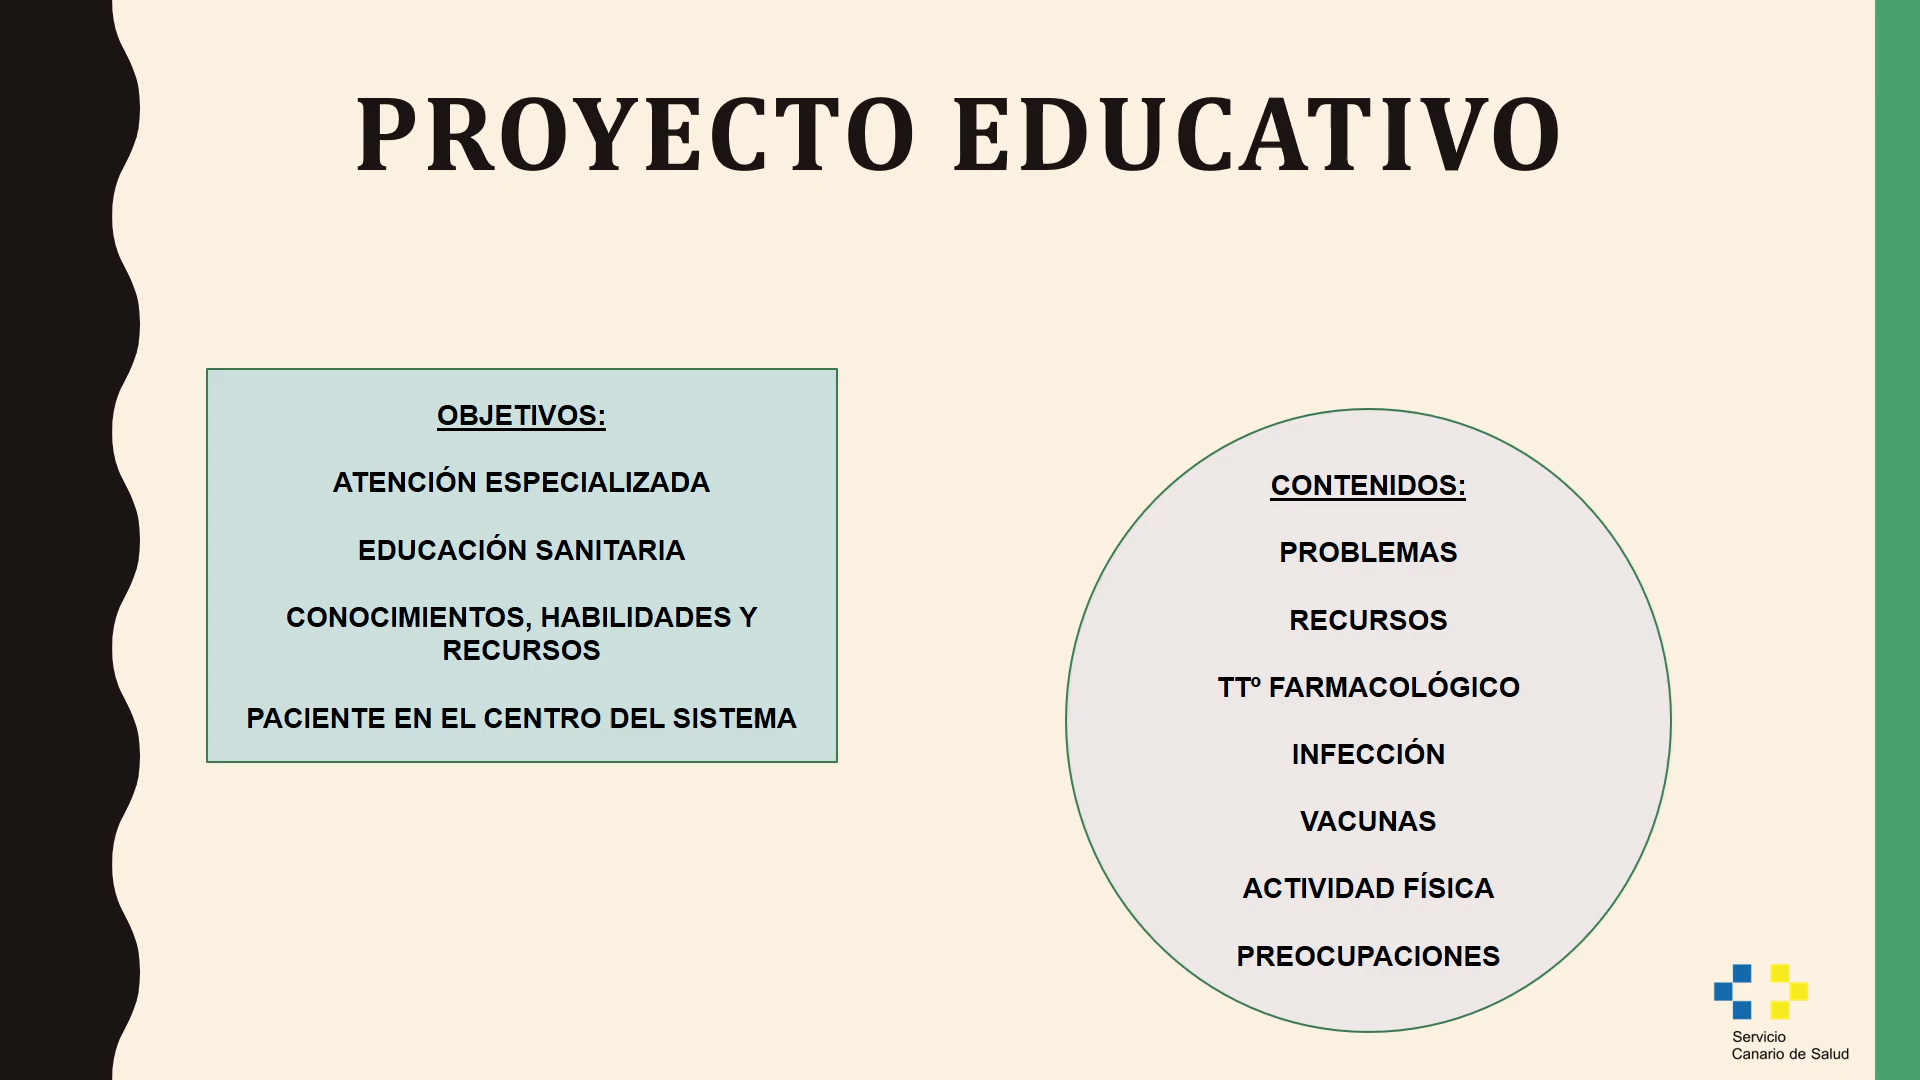 PROYECTO EDUCATIVO
OBJETIVOS:
ATENCIÓN ESPECIALIZADA
EDUCACIÓN SANITARIA
CONOCIMIENTOS, HABILIDADES Y
RECURSOS
PACIENTE EN EL CENTRO DEL SISTEMA
CONTENIDOS:
PROBLEMAS
RECURSOS
TTº FARMACOLÓGICO
INFECCIÓN
VACUNAS
ACTIVIDAD FÍSICA
PREOCUPACIONES
Servicio
Canario de Salud